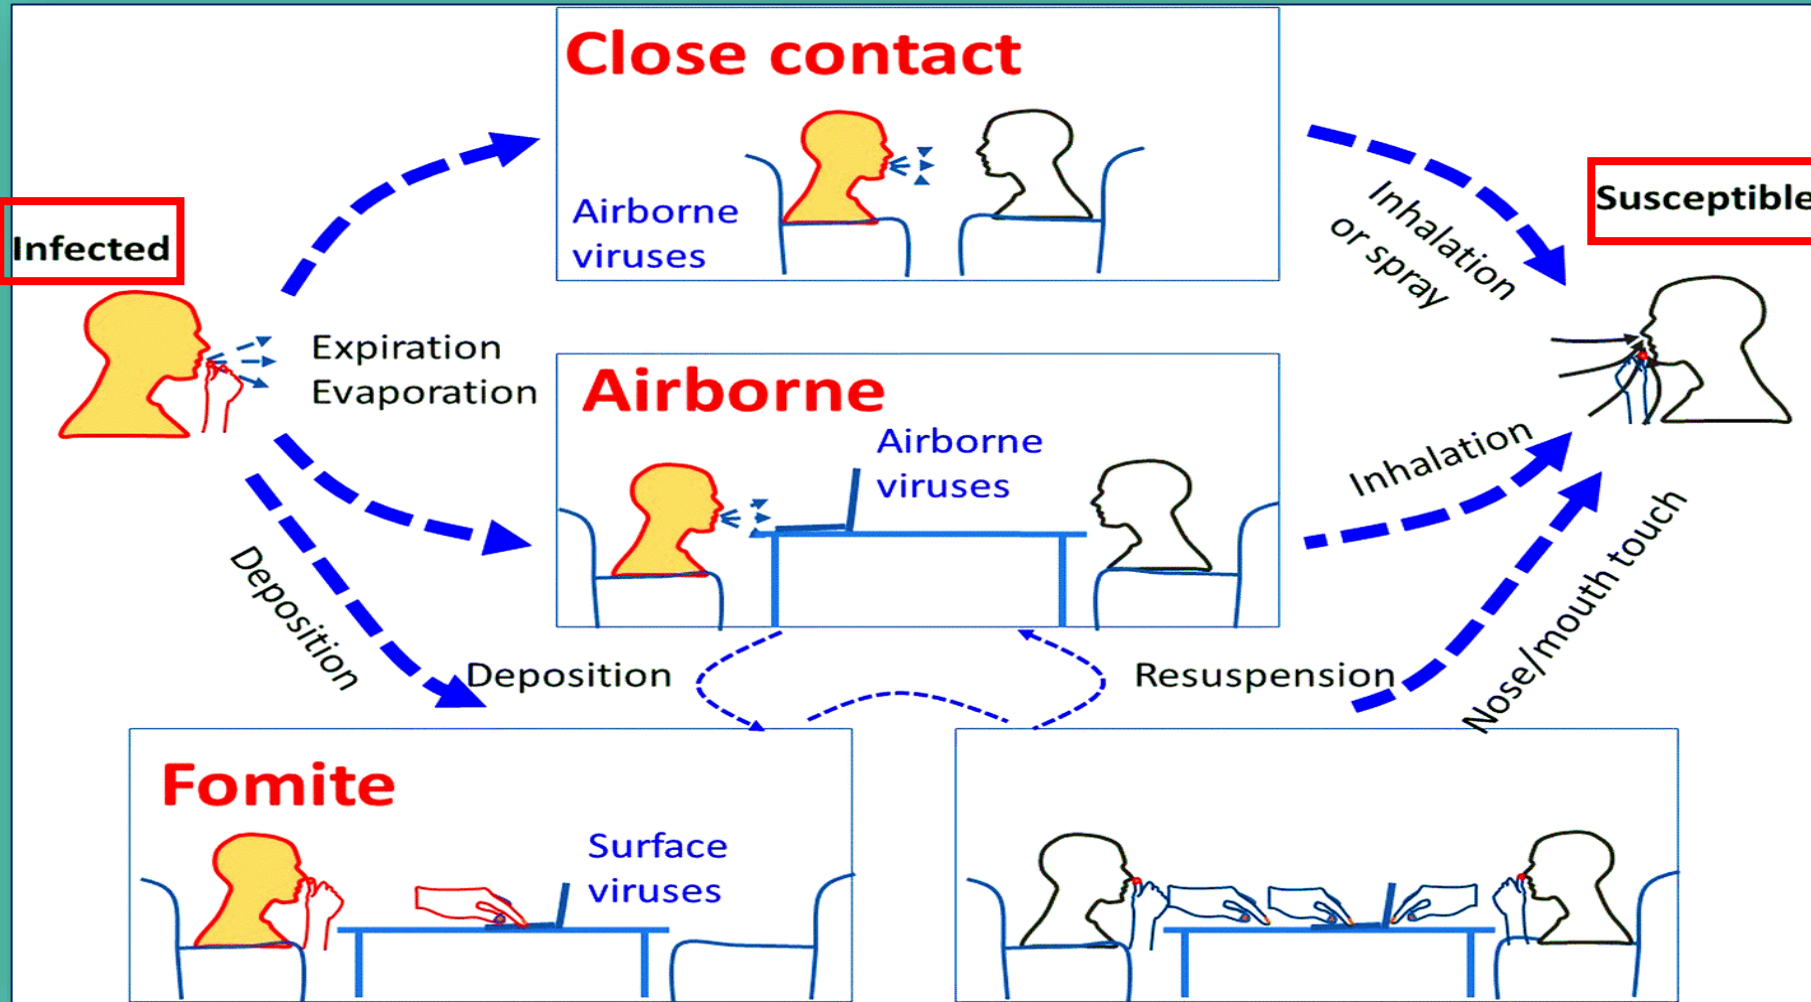 Close contact
Airborne
viruses
Infected
Susceptible
Inhalation
or spray
Expiration
Evaporation
Airborne
Airborne
viruses
Inhalation
Deposition
Nose/mouth touch
Deposition
Resuspension
Fomite
Surface
viruses